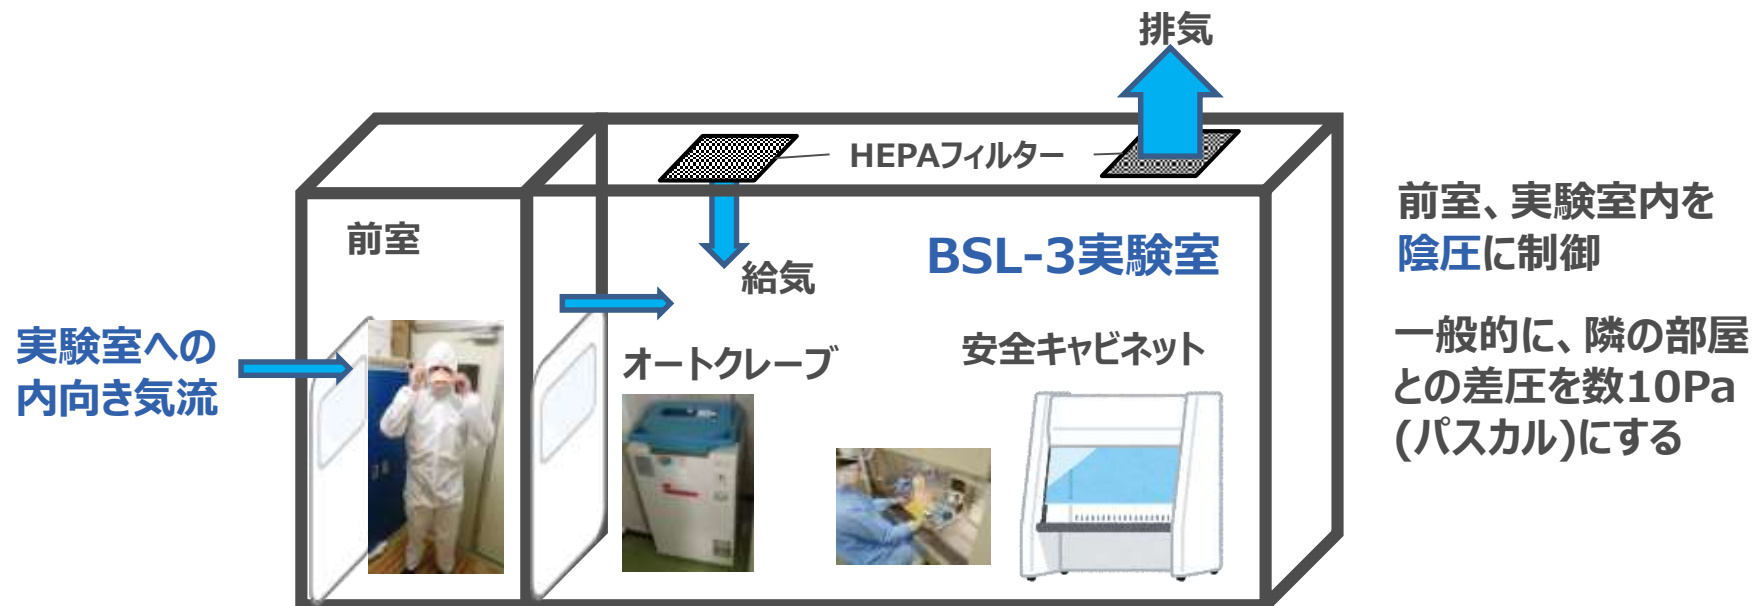 排気
HEPAフィルター
前室
BSL-3実験室
給気
実験室への
内向き気流
オートクレーブ
安全キャビネット
前室、実験室内を
陰圧に制御
一般的に、隣の部屋
との差圧を数10Pa
(パスカル)にする